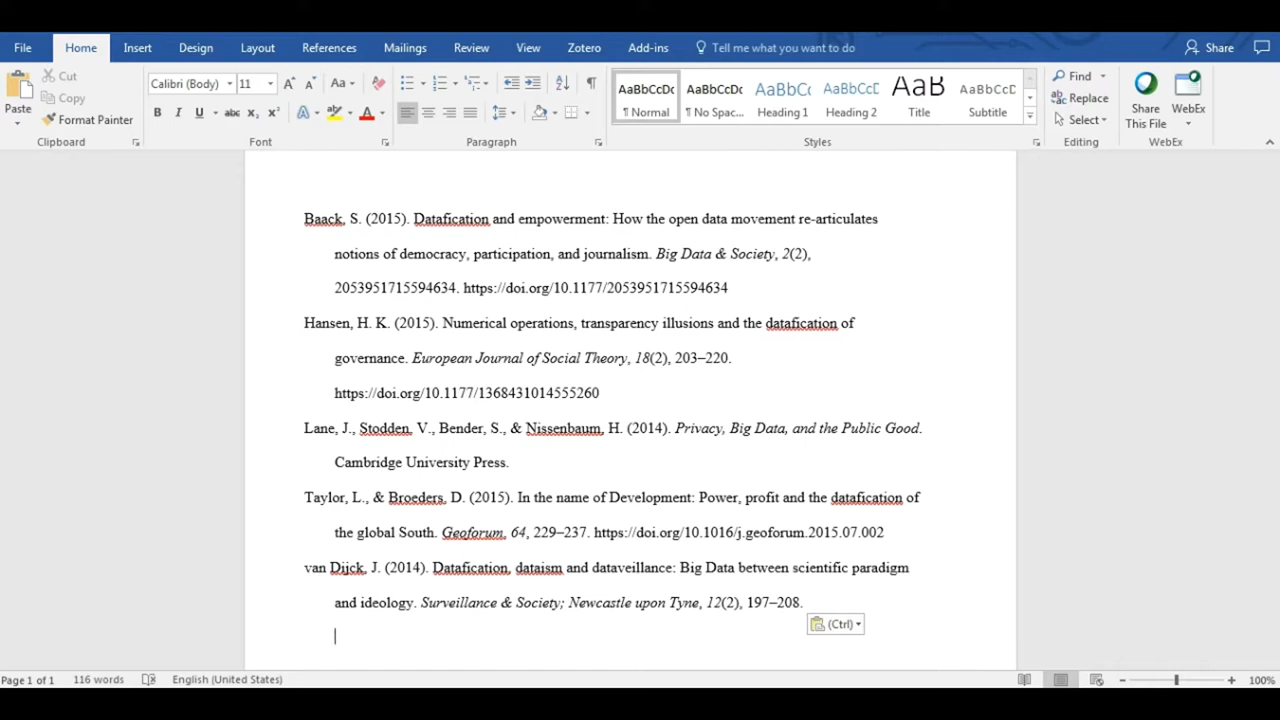 File Home Insert Design Layout References Mailings Review View Zotero Add-ins Tell me what you want to do Share
Paste Cut Calibri (Body) 11 Aa AaBbCcDc AaBbCcDc AaBbCc AaBbCcD AaB AaBbCcD Find
Copy Replace
Format Painter B I U abc x₂ x² A ¶ Normal ¶ No Spac... Heading 1 Heading 2 Title Subtitle Select Share This File WebEx
Clipboard Font Paragraph Styles Editing WebEx
Baack, S. (2015). Datafication and empowerment: How the open data movement re-articulates
notions of democracy, participation, and journalism. Big Data & Society, 2(2),
2053951715594634. https://doi.org/10.1177/2053951715594634
Hansen, H. K. (2015). Numerical operations, transparency illusions and the datafication of
governance. European Journal of Social Theory, 18(2), 203–220.
https://doi.org/10.1177/1368431014555260
Lane, J., Stodden, V., Bender, S., & Nissenbaum, H. (2014). Privacy, Big Data, and the Public Good.
Cambridge University Press.
Taylor, L., & Broeders, D. (2015). In the name of Development: Power, profit and the datafication of
the global South. Geoforum, 64, 229–237. https://doi.org/10.1016/j.geoforum.2015.07.002
van Dijck, J. (2014). Datafication, dataism and dataveillance: Big Data between scientific paradigm
and ideology. Surveillance & Society; Newcastle upon Tyne, 12(2), 197–208.
(Ctrl)
Page 1 of 1 116 words English (United States) 100%